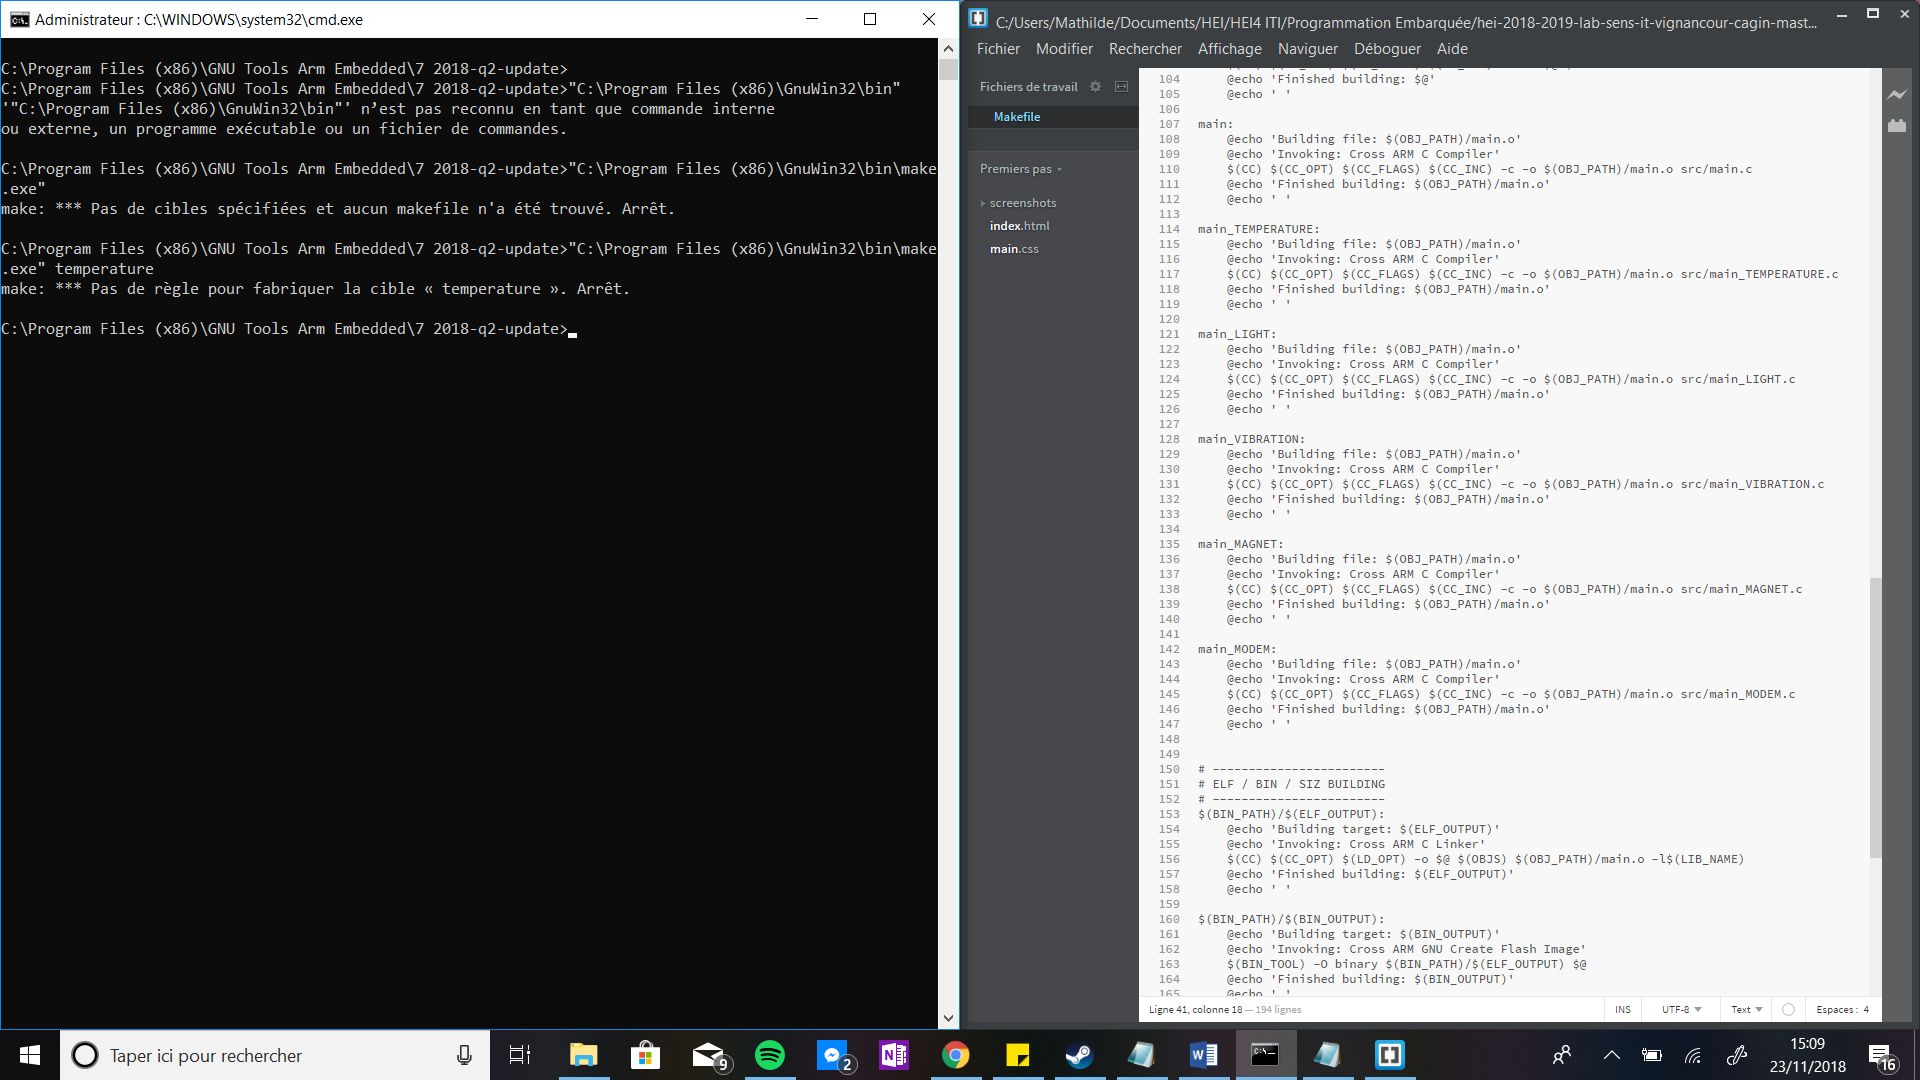 Administrateur : C:\WINDOWS\system32\cmd.exe
C:\Program Files (x86)\GNU Tools Arm Embedded\7 2018-q2-update>
C:\Program Files (x86)\GNU Tools Arm Embedded\7 2018-q2-update>"C:\Program Files (x86)\GnuWin32\bin"
'"C:\Program Files (x86)\GnuWin32\bin"' n’est pas reconnu en tant que commande interne
ou externe, un programme exécutable ou un fichier de commandes.
C:\Program Files (x86)\GNU Tools Arm Embedded\7 2018-q2-update>"C:\Program Files (x86)\GnuWin32\bin\make
.exe"
make: *** Pas de cibles spécifiées et aucun makefile n'a été trouvé. Arrêt.
C:\Program Files (x86)\GNU Tools Arm Embedded\7 2018-q2-update>"C:\Program Files (x86)\GnuWin32\bin\make
.exe" temperature
make: *** Pas de règle pour fabriquer la cible « temperature ». Arrêt.
C:\Program Files (x86)\GNU Tools Arm Embedded\7 2018-q2-update>
C:/Users/Mathilde/Documents/HEI/HEI4 ITI/Programmation Embarquée/hei-2018-2019-lab-sens-it-vignancour-cagin-mast...
Fichier Modifier Rechercher Affichage Naviguer Déboguer Aide
Fichiers de travail
Makefile
Premiers pas
screenshots
index.html
main.css
104 @echo 'Finished building: $@'
105 @echo ' '
106
107 main:
108 @echo 'Building file: $(OBJ_PATH)/main.o'
109 @echo 'Invoking: Cross ARM C Compiler'
110 $(CC) $(CC_OPT) $(CC_FLAGS) $(CC_INC) -c -o $(OBJ_PATH)/main.o src/main.c
111 @echo 'Finished building: $(OBJ_PATH)/main.o'
112 @echo ' '
113
114 main_TEMPERATURE:
115 @echo 'Building file: $(OBJ_PATH)/main.o'
116 @echo 'Invoking: Cross ARM C Compiler'
117 $(CC) $(CC_OPT) $(CC_FLAGS) $(CC_INC) -c -o $(OBJ_PATH)/main.o src/main_TEMPERATURE.c
118 @echo 'Finished building: $(OBJ_PATH)/main.o'
119 @echo ' '
120
121 main_LIGHT:
122 @echo 'Building file: $(OBJ_PATH)/main.o'
123 @echo 'Invoking: Cross ARM C Compiler'
124 $(CC) $(CC_OPT) $(CC_FLAGS) $(CC_INC) -c -o $(OBJ_PATH)/main.o src/main_LIGHT.c
125 @echo 'Finished building: $(OBJ_PATH)/main.o'
126 @echo ' '
127
128 main_VIBRATION:
129 @echo 'Building file: $(OBJ_PATH)/main.o'
130 @echo 'Invoking: Cross ARM C Compiler'
131 $(CC) $(CC_OPT) $(CC_FLAGS) $(CC_INC) -c -o $(OBJ_PATH)/main.o src/main_VIBRATION.c
132 @echo 'Finished building: $(OBJ_PATH)/main.o'
133 @echo ' '
134
135 main_MAGNET:
136 @echo 'Building file: $(OBJ_PATH)/main.o'
137 @echo 'Invoking: Cross ARM C Compiler'
138 $(CC) $(CC_OPT) $(CC_FLAGS) $(CC_INC) -c -o $(OBJ_PATH)/main.o src/main_MAGNET.c
139 @echo 'Finished building: $(OBJ_PATH)/main.o'
140 @echo ' '
141
142 main_MODEM:
143 @echo 'Building file: $(OBJ_PATH)/main.o'
144 @echo 'Invoking: Cross ARM C Compiler'
145 $(CC) $(CC_OPT) $(CC_FLAGS) $(CC_INC) -c -o $(OBJ_PATH)/main.o src/main_MODEM.c
146 @echo 'Finished building: $(OBJ_PATH)/main.o'
147 @echo ' '
148
149
150 # ------------------------
151 # ELF / BIN / SIZ BUILDING
152 # ------------------------
153 $(BIN_PATH)/$(ELF_OUTPUT):
154 @echo 'Building target: $(ELF_OUTPUT)'
155 @echo 'Invoking: Cross ARM C Linker'
156 $(CC) $(CC_OPT) $(LD_OPT) -o $@ $(OBJS) $(OBJ_PATH)/main.o -l$(LIB_NAME)
157 @echo 'Finished building: $(ELF_OUTPUT)'
158 @echo ' '
159
160 $(BIN_PATH)/$(BIN_OUTPUT):
161 @echo 'Building target: $(BIN_OUTPUT)'
162 @echo 'Invoking: Cross ARM GNU Create Flash Image'
163 $(BIN_TOOL) -O binary $(BIN_PATH)/$(ELF_OUTPUT) $@
164 @echo 'Finished building: $(BIN_OUTPUT)'
165 @echo ' '
Ligne 41, colonne 18 — 194 lignes INS UTF-8 Text Espaces : 4
Taper ici pour rechercher
9
2
15:09
23/11/2018
16